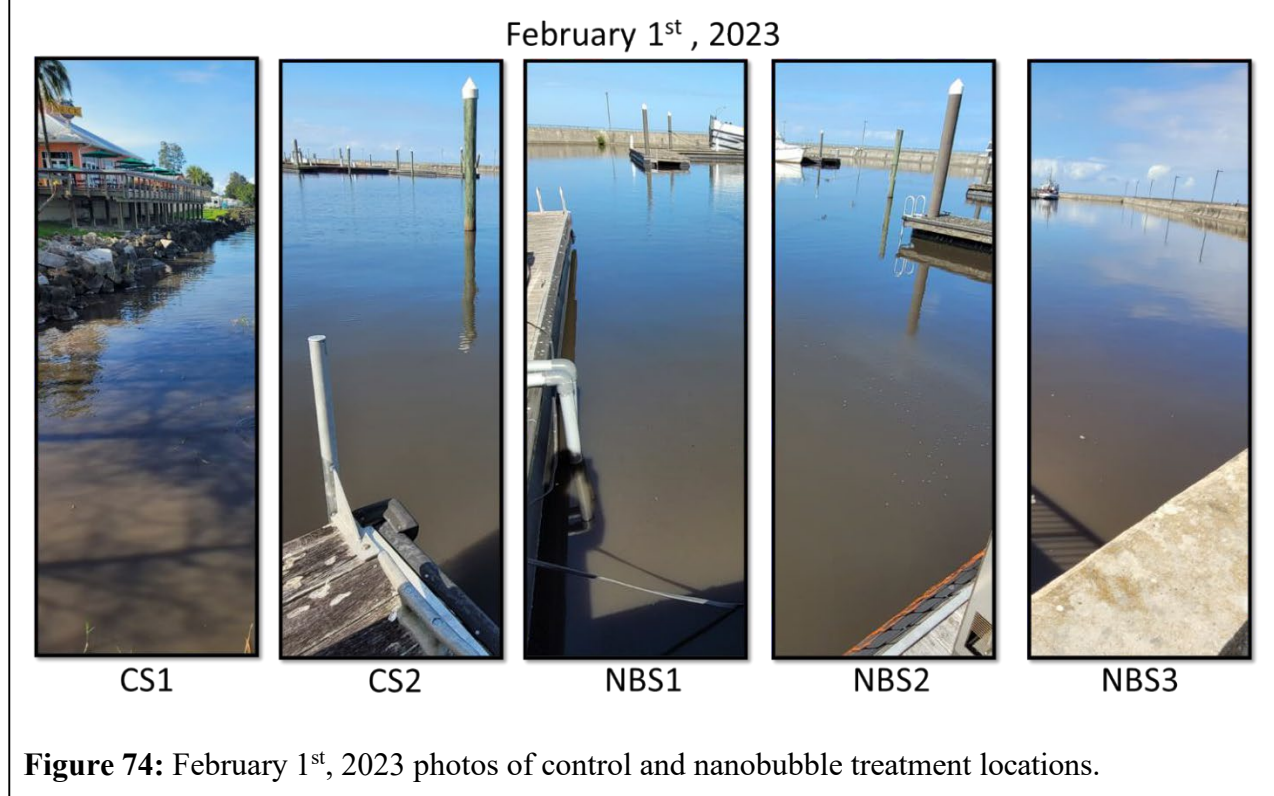 February 1st , 2023
CS1
CS2
NBS1
NBS2
NBS3
Figure 74: February 1st, 2023 photos of control and nanobubble treatment locations.